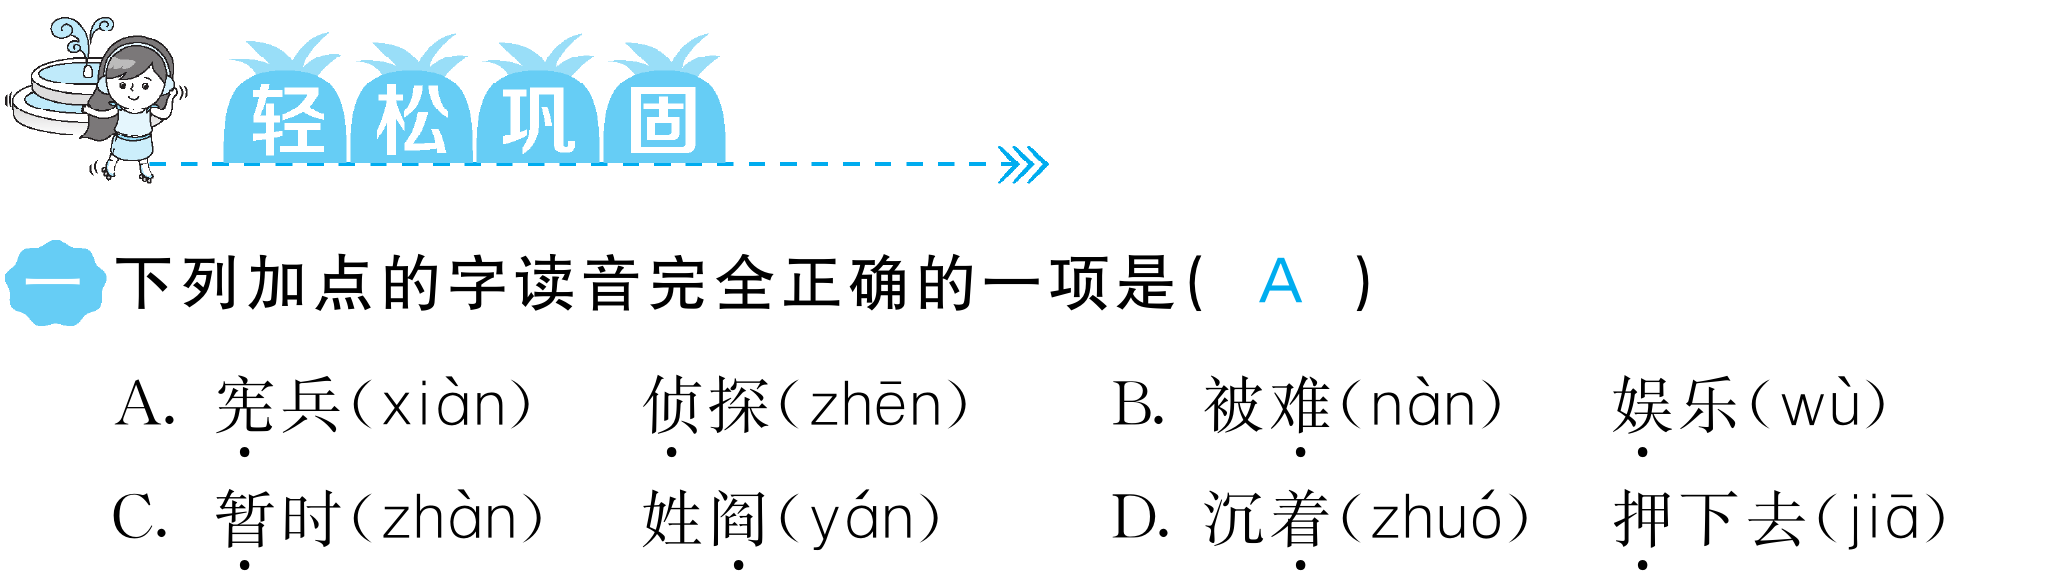 轻松巩固
一 下列加点的字读音完全正确的一项是( A )
A. 宪兵(xiàn) 侦探(zhēn) B. 被难(nàn) 娱乐(wù)
C. 暂时(zhàn) 姓阎(yán) D. 沉着(zhuó) 押下去(jiā)